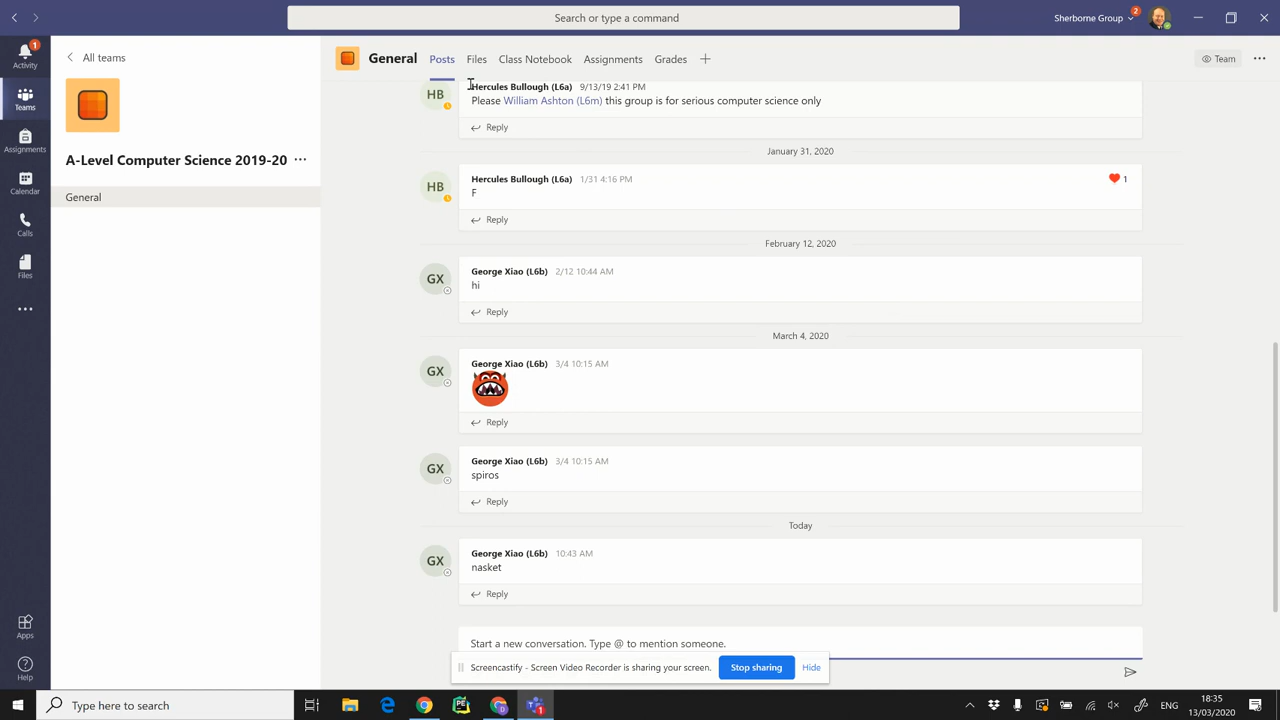 Search or type a command
Sherborne Group
2
Activity
1
Teams
Assignments
Calendar
Calls
Files
Apps
Help
All teams
A-Level Computer Science 2019-20
General
General
Posts
Files
Class Notebook
Assignments
Grades
Team
HB
Hercules Bullough (L6a) 9/13/19 2:41 PM
Please William Ashton (L6m) this group is for serious computer science only
Reply
January 31, 2020
HB
Hercules Bullough (L6a) 1/31 4:16 PM
1
F
Reply
February 12, 2020
GX
George Xiao (L6b) 2/12 10:44 AM
hi
Reply
March 4, 2020
GX
George Xiao (L6b) 3/4 10:15 AM
Reply
GX
George Xiao (L6b) 3/4 10:15 AM
spiros
Reply
Today
GX
George Xiao (L6b) 10:43 AM
nasket
Reply
Start a new conversation. Type @ to mention someone.
Screencastify - Screen Video Recorder is sharing your screen.
Stop sharing
Hide
Type here to search
1
ENG
18:35
13/03/2020